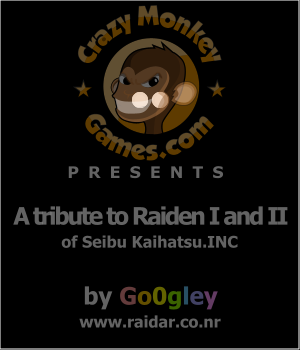 Crazy Monkey
Games.com
PRESENTS
A tribute to Raiden I and II
of Seibu Kaihatsu.INC
by Go0gley
www.raidar.co.nr